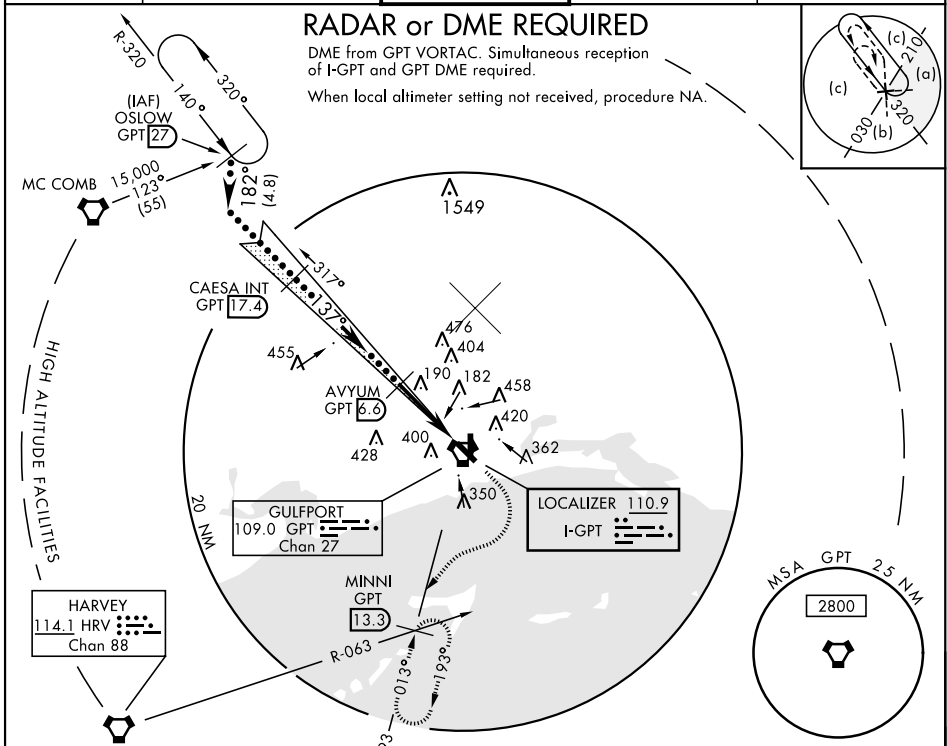 RADAR or DME REQUIRED
DME from GPT VORTAC. Simultaneous reception
of I-GPT and GPT DME required.
When local altimeter setting not received, procedure NA.
R-320
140°
320°
(IAF)
OSLOW
GPT 27
182°
(4.8)
MC COMB
15,000
123°
(55)
(c)
210
(a)
(c)
030
(b)
320
1549
317°
CAESA INT
GPT 17.4
137°
476
404
455
190
182
458
AVYUM
GPT 6.6
420
428
400
362
350
HIGH ALTITUDE FACILITIES
20 NM
GULFPORT
109.0 GPT
Chan 27
LOCALIZER 110.9
I-GPT
MINNI
GPT
13.3
HARVEY
114.1 HRV
Chan 88
R-063
013°
193°
MSA GPT 25 NM
2800